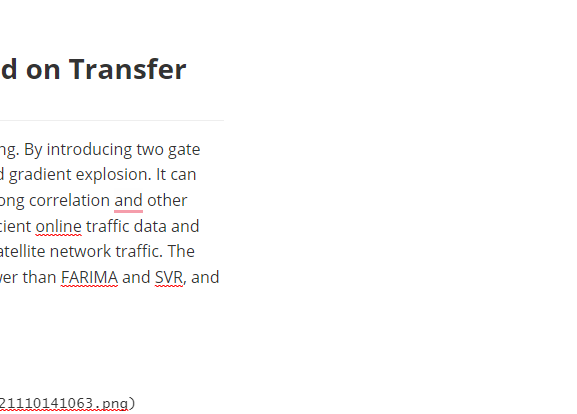 d on Transfer
ng. By introducing two gate
d gradient explosion. It can
ong correlation and other
cient online traffic data and
atellite network traffic. The
wer than FARIMA and SVR, and
21110141063.png)